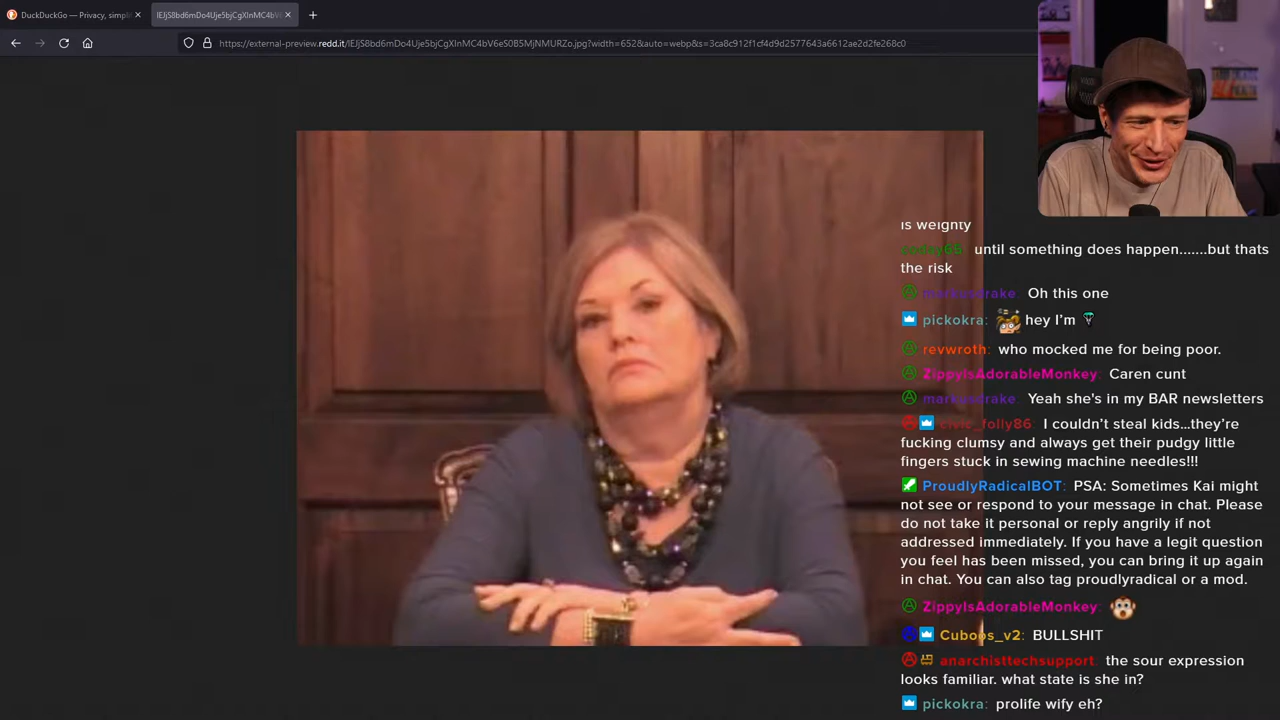 DuckDuckGo — Privacy, simpl
lEJjS8bd6mDo4Uje5bjCgXlnMC4bV
https://external-preview.redd.it/lEJjS8bd6mDo4Uje5bjCgXlnMC4bV6eS0B5MjNMURZo.jpg?width=652&auto=webp&s=3ca8c912f1cf4d9d2577643a6612ae2d2fe268c0
is weighty
until something does happen.......but thats
the risk
Oh this one
pickokra: hey I'm
revwroth: who mocked me for being poor.
ZippyIsAdorableMonkey: Caren cunt
Yeah she's in my BAR newsletters
civic_folly86 I couldn't steal kids...they're
fucking clumsy and always get their pudgy little
fingers stuck in sewing machine needles!!!
ProudlyRadicalBOT: PSA: Sometimes Kai might
not see or respond to your message in chat. Please
do not take it personal or reply angrily if not
addressed immediately. If you have a legit question
you feel has been missed, you can bring it up again
in chat. You can also tag proudlyradical or a mod.
ZippyIsAdorableMonkey:
Cuboos_v2: BULLSHIT
anarchisttechsupport: the sour expression
looks familiar. what state is she in?
pickokra: prolife wify eh?